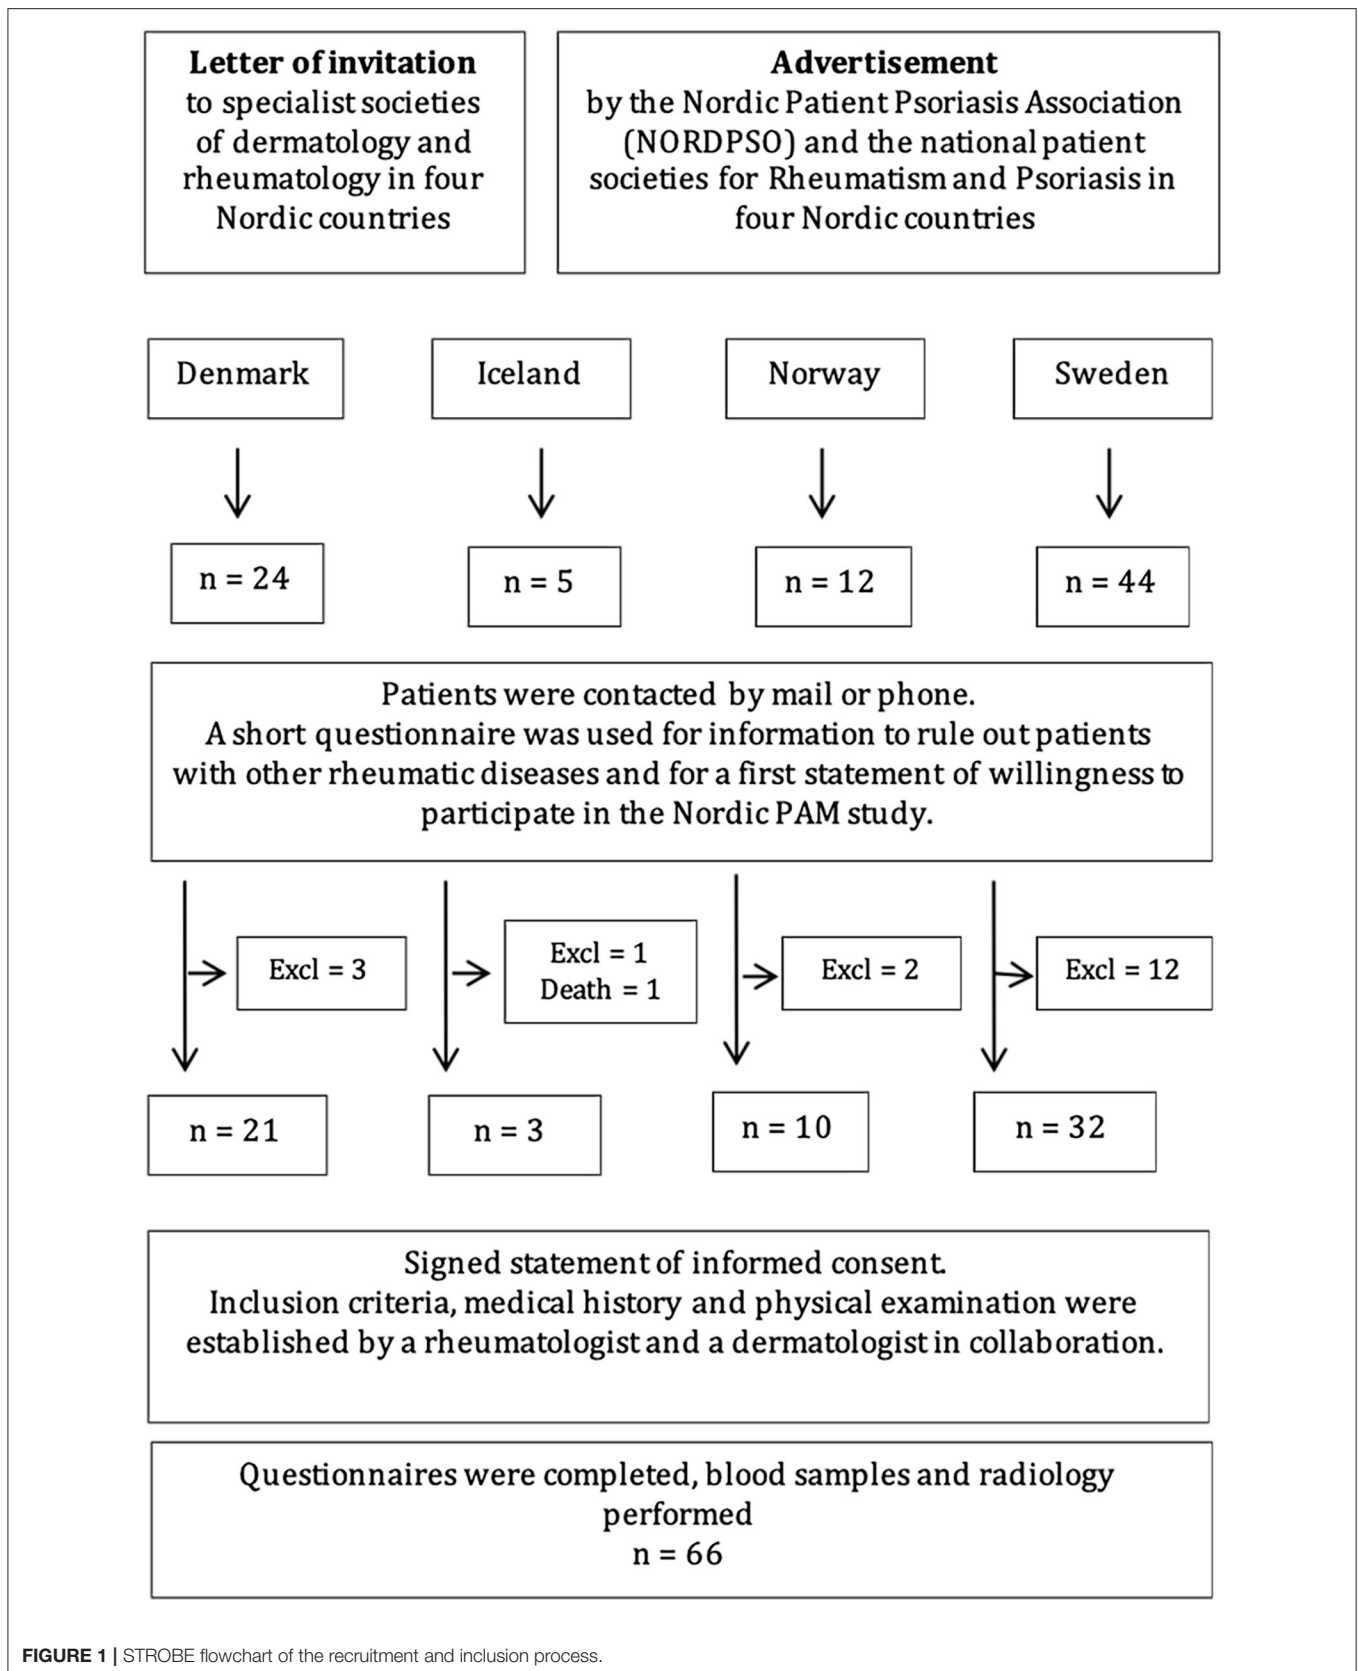 Letter of invitation
to specialist societies
of dermatology and
rheumatology in four
Nordic countries
Advertisement
by the Nordic Patient Psoriasis Association
(NORDPSO) and the national patient
societies for Rheumatism and Psoriasis in
four Nordic countries
Denmark
Iceland
Norway
Sweden
n = 24
n = 5
n = 12
n = 44
Patients were contacted by mail or phone.
A short questionnaire was used for information to rule out patients
with other rheumatic diseases and for a first statement of willingness to
participate in the Nordic PAM study.
Excl = 3
Excl = 1
Death = 1
Excl = 2
Excl = 12
n = 21
n = 3
n = 10
n = 32
Signed statement of informed consent.
Inclusion criteria, medical history and physical examination were
established by a rheumatologist and a dermatologist in collaboration.
Questionnaires were completed, blood samples and radiology
performed
n = 66
FIGURE 1 | STROBE flowchart of the recruitment and inclusion process.